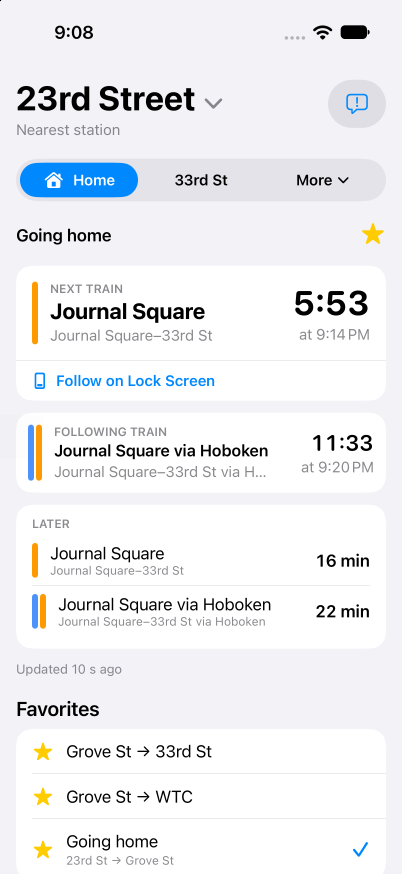 9:08
23rd Street
Nearest station
Home
33rd St
More
Going home
NEXT TRAIN
Journal Square
Journal Square–33rd St
5:53
at 9:14 PM
Follow on Lock Screen
FOLLOWING TRAIN
Journal Square via Hoboken
Journal Square–33rd St via H...
11:33
at 9:20 PM
LATER
Journal Square
Journal Square–33rd St
16 min
Journal Square via Hoboken
Journal Square–33rd St via Hoboken
22 min
Updated 10 s ago
Favorites
Grove St → 33rd St
Grove St → WTC
Going home
23rd St → Grove St